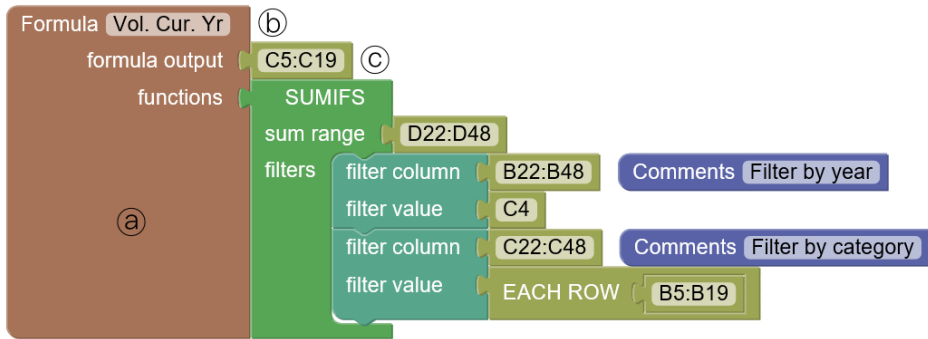 Formula Vol. Cur. Yr ⓑ
formula output C5:C19 ⓒ
functions SUMIFS
sum range D22:D48
filters filter column B22:B48 Comments Filter by year
filter value C4
ⓐ filter column C22:C48 Comments Filter by category
filter value EACH ROW B5:B19